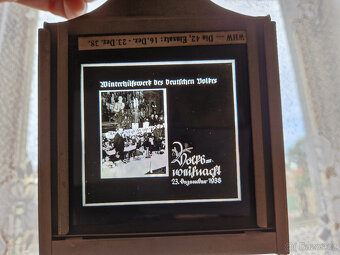 WHW — Dia 42, Einsatz: 16. Dez. - 23. Dez. 38.
Winterhilfswerk des Deutschen Volkes
Volks=
weihnacht
23. Dezember 1938